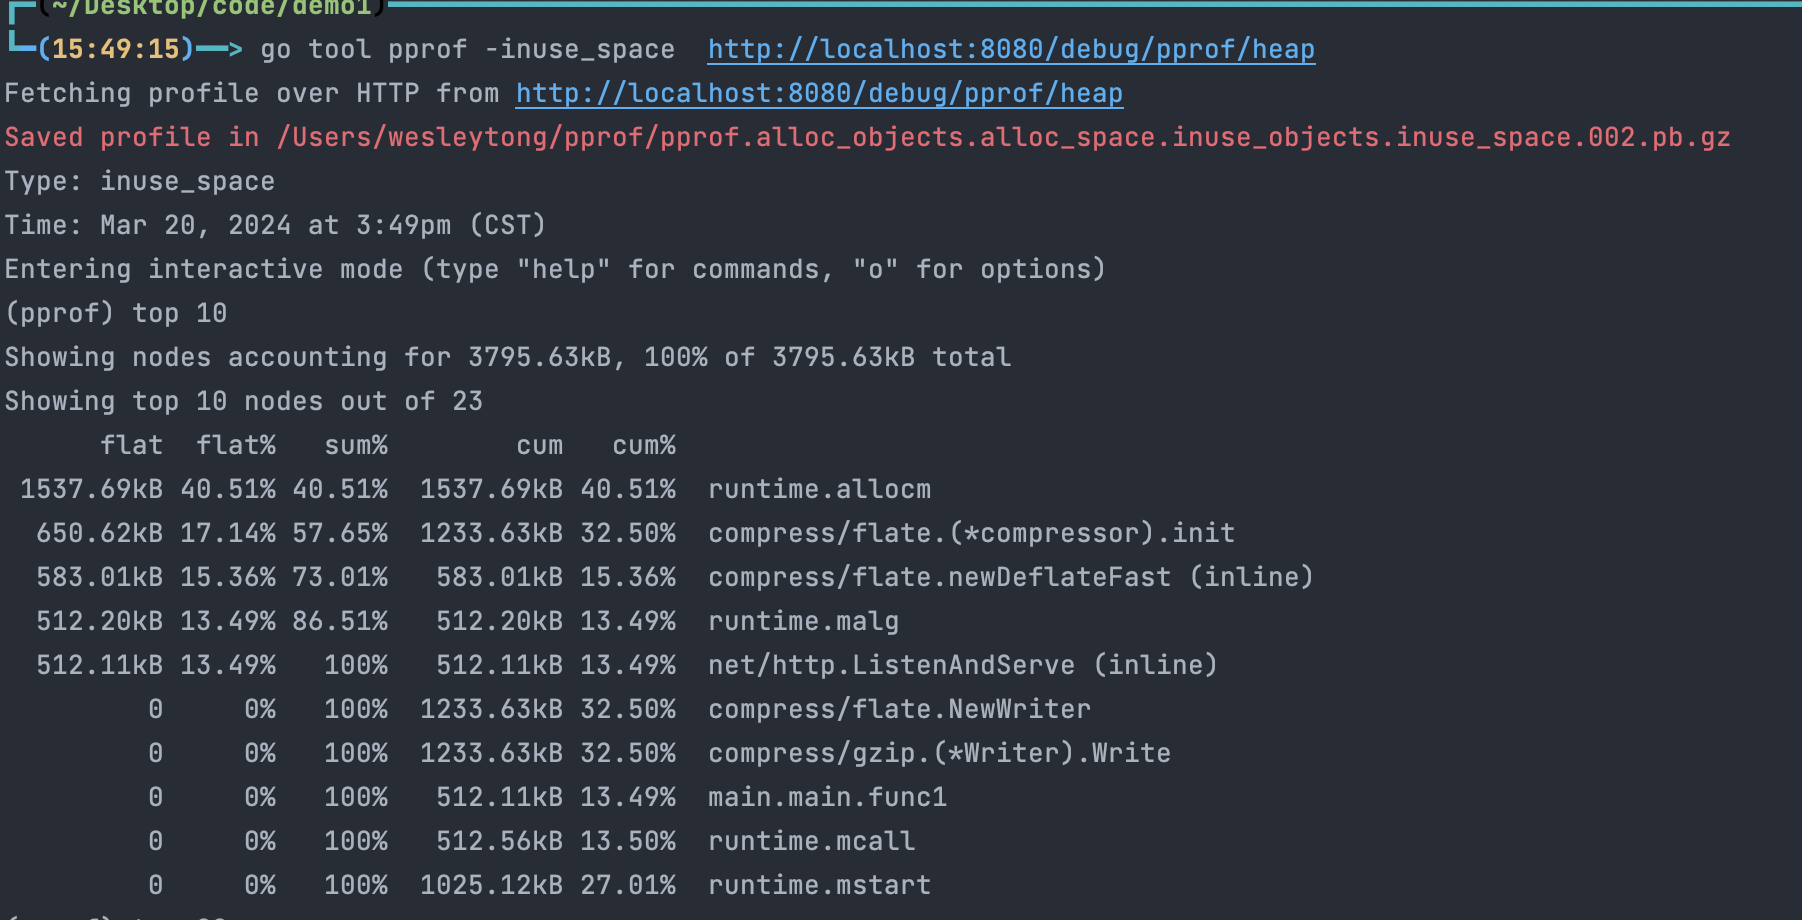 (~/Desktop/code/demo1)
(15:49:15)──> go tool pprof -inuse_space  http://localhost:8080/debug/pprof/heap
Fetching profile over HTTP from http://localhost:8080/debug/pprof/heap
Saved profile in /Users/wesleytong/pprof/pprof.alloc_objects.alloc_space.inuse_objects.inuse_space.002.pb.gz
Type: inuse_space
Time: Mar 20, 2024 at 3:49pm (CST)
Entering interactive mode (type "help" for commands, "o" for options)
(pprof) top 10
Showing nodes accounting for 3795.63kB, 100% of 3795.63kB total
Showing top 10 nodes out of 23
      flat  flat%   sum%        cum   cum%
 1537.69kB 40.51% 40.51%  1537.69kB 40.51%  runtime.allocm
  650.62kB 17.14% 57.65%  1233.63kB 32.50%  compress/flate.(*compressor).init
  583.01kB 15.36% 73.01%   583.01kB 15.36%  compress/flate.newDeflateFast (inline)
  512.20kB 13.49% 86.51%   512.20kB 13.49%  runtime.malg
  512.11kB 13.49%   100%   512.11kB 13.49%  net/http.ListenAndServe (inline)
         0     0%   100%  1233.63kB 32.50%  compress/flate.NewWriter
         0     0%   100%  1233.63kB 32.50%  compress/gzip.(*Writer).Write
         0     0%   100%   512.11kB 13.49%  main.main.func1
         0     0%   100%   512.56kB 13.50%  runtime.mcall
         0     0%   100%  1025.12kB 27.01%  runtime.mstart